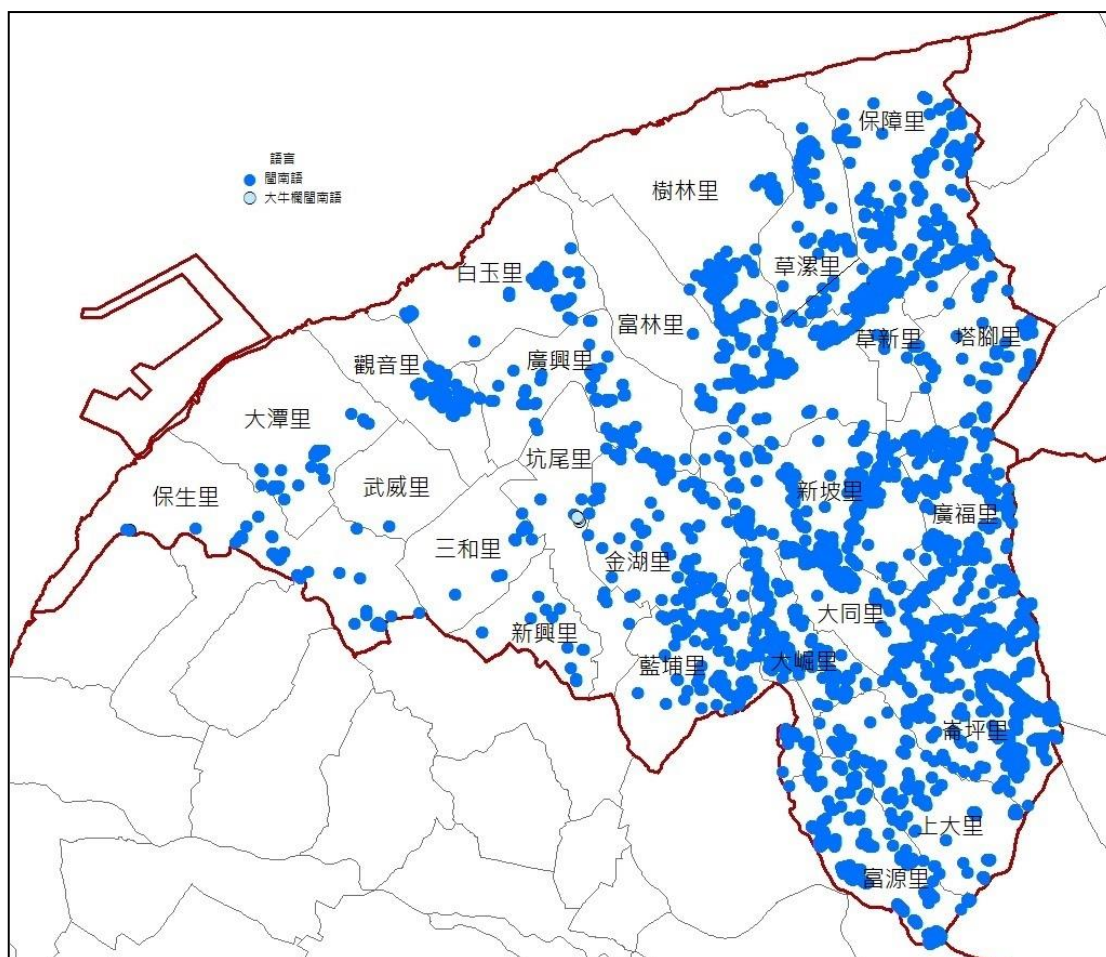 保障里
語言
閩南語
大牛欄閩南語
樹林里
草漯里
白玉里
富林里
草新里
塔腳里
觀音里
廣興里
大潭里
坑尾里
武威里
保生里
新坡里
廣福里
三和里
金湖里
大同里
新興里
藍埔里
大崛里
崙坪里
上大里
富源里